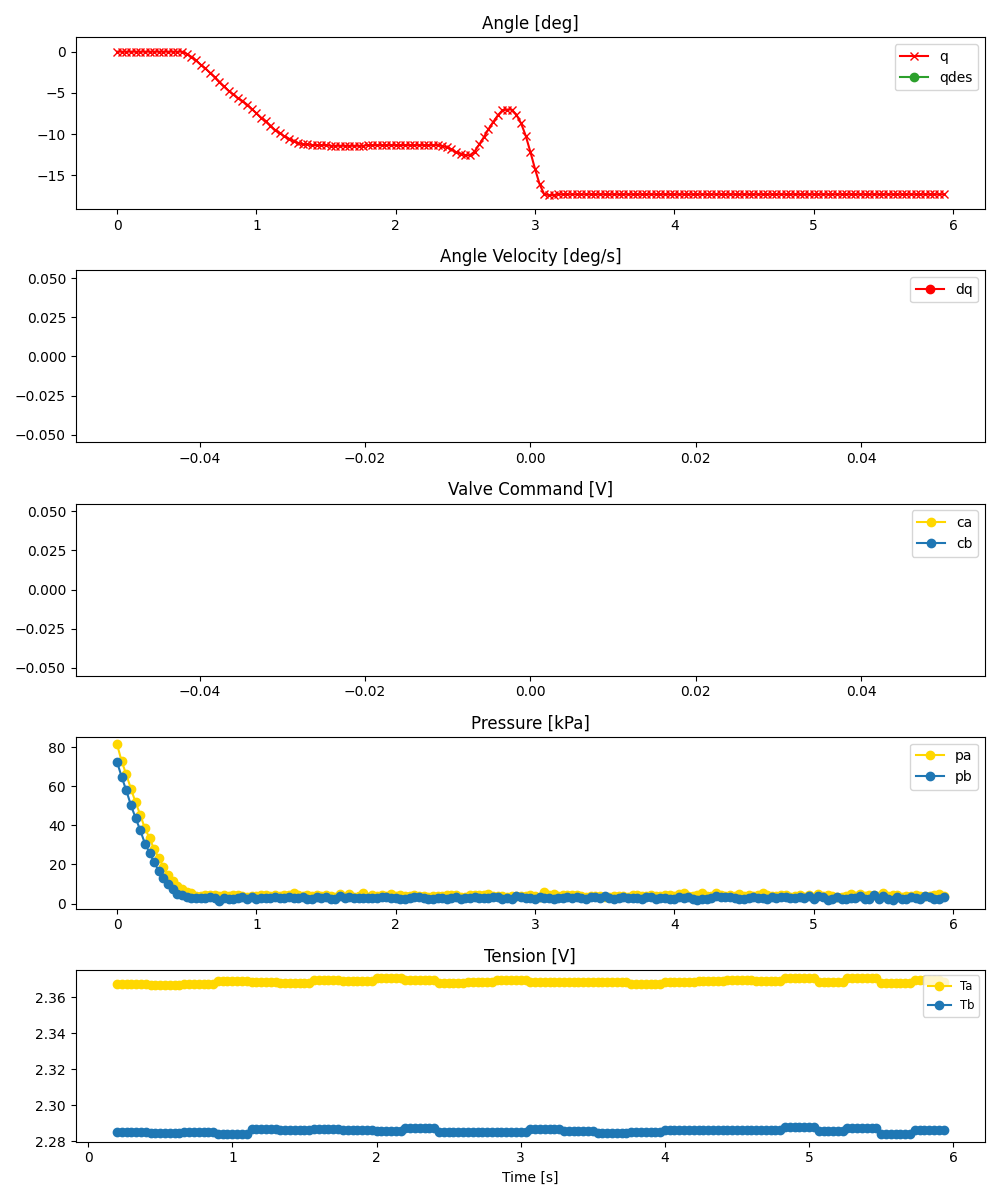 Angle [deg]
0
−5
−10
−15
q
qdes
0 1 2 3 4 5 6
Angle Velocity [deg/s]
0.050
0.025
0.000
−0.025
−0.050
dq
−0.04 −0.02 0.00 0.02 0.04
Valve Command [V]
0.050
0.025
0.000
−0.025
−0.050
ca
cb
−0.04 −0.02 0.00 0.02 0.04
Pressure [kPa]
80
60
40
20
0
pa
pb
0 1 2 3 4 5 6
Tension [V]
2.36
2.34
2.32
2.30
2.28
Ta
Tb
0 1 2 3 4 5 6
Time [s]